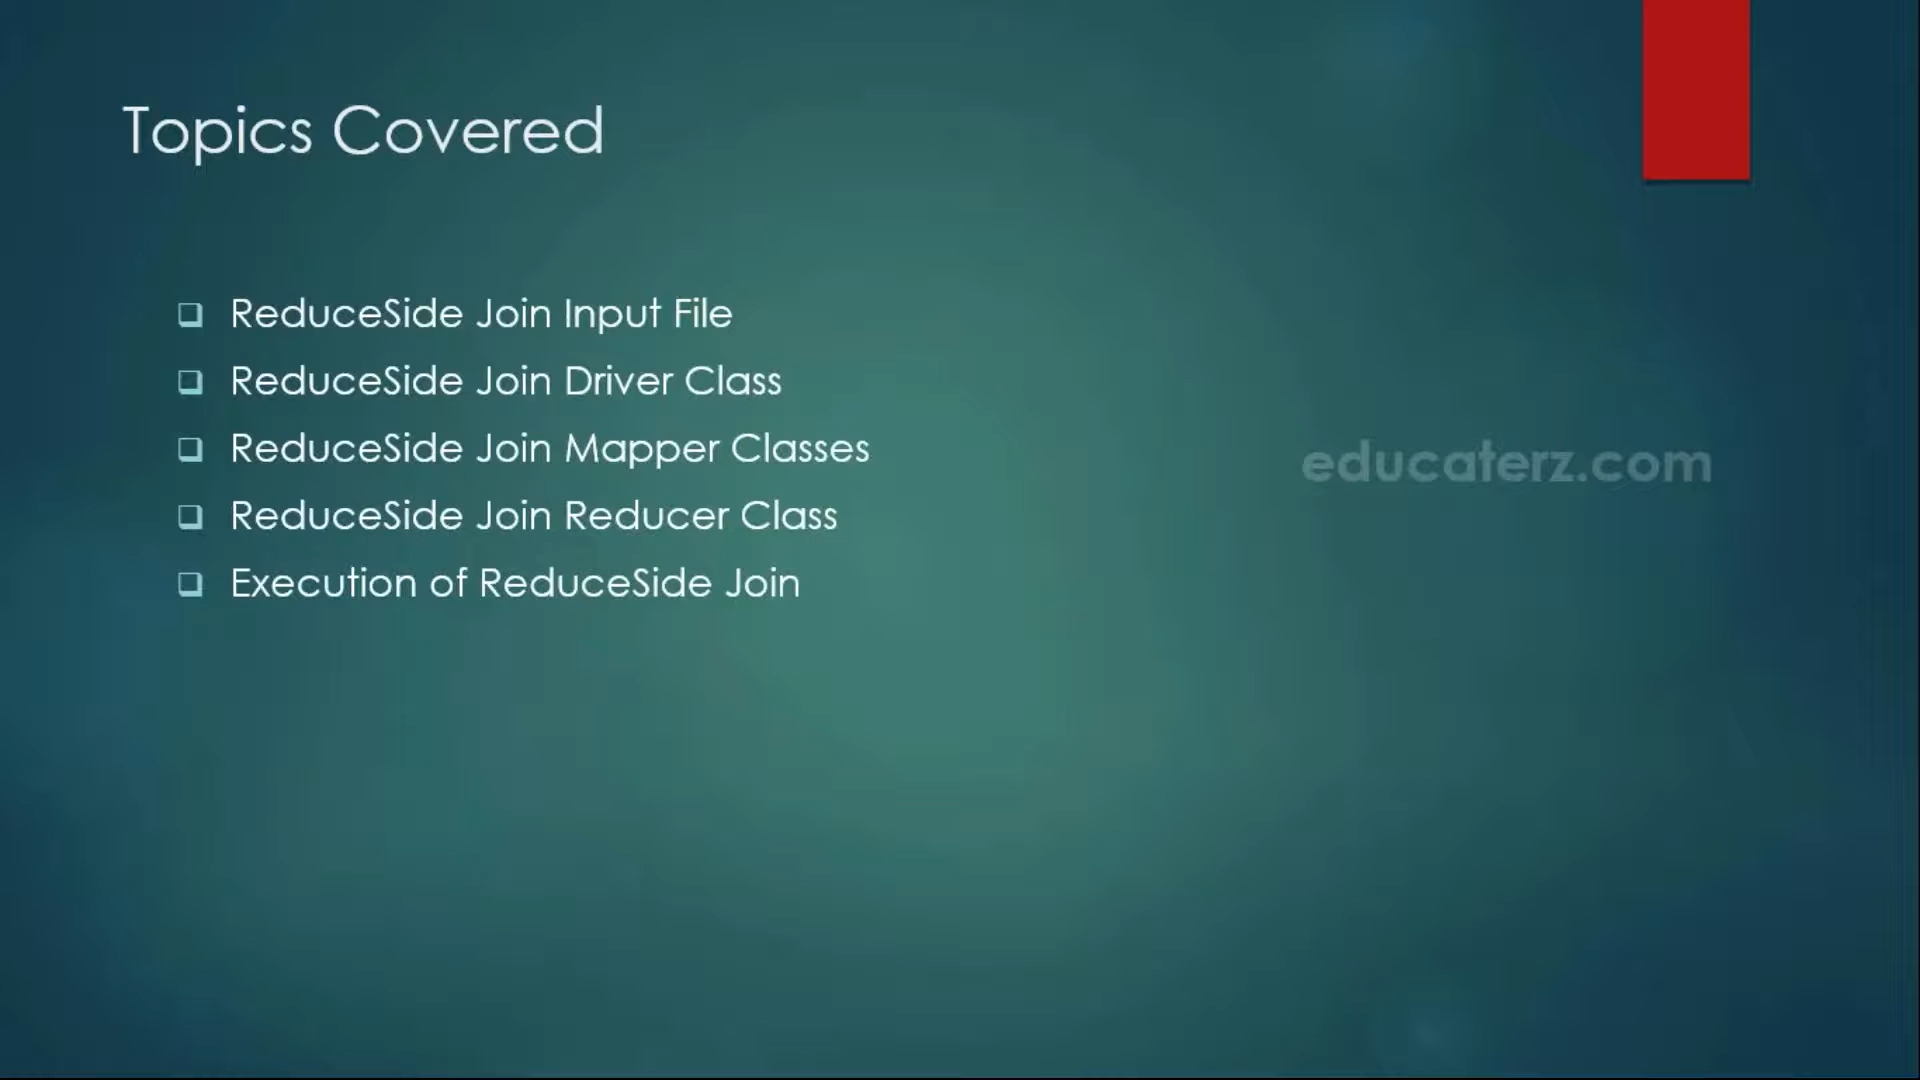 Topics Covered
❑ ReduceSide Join Input File
❑ ReduceSide Join Driver Class
❑ ReduceSide Join Mapper Classes
educaterz.com
❑ ReduceSide Join Reducer Class
❑ Execution of ReduceSide Join